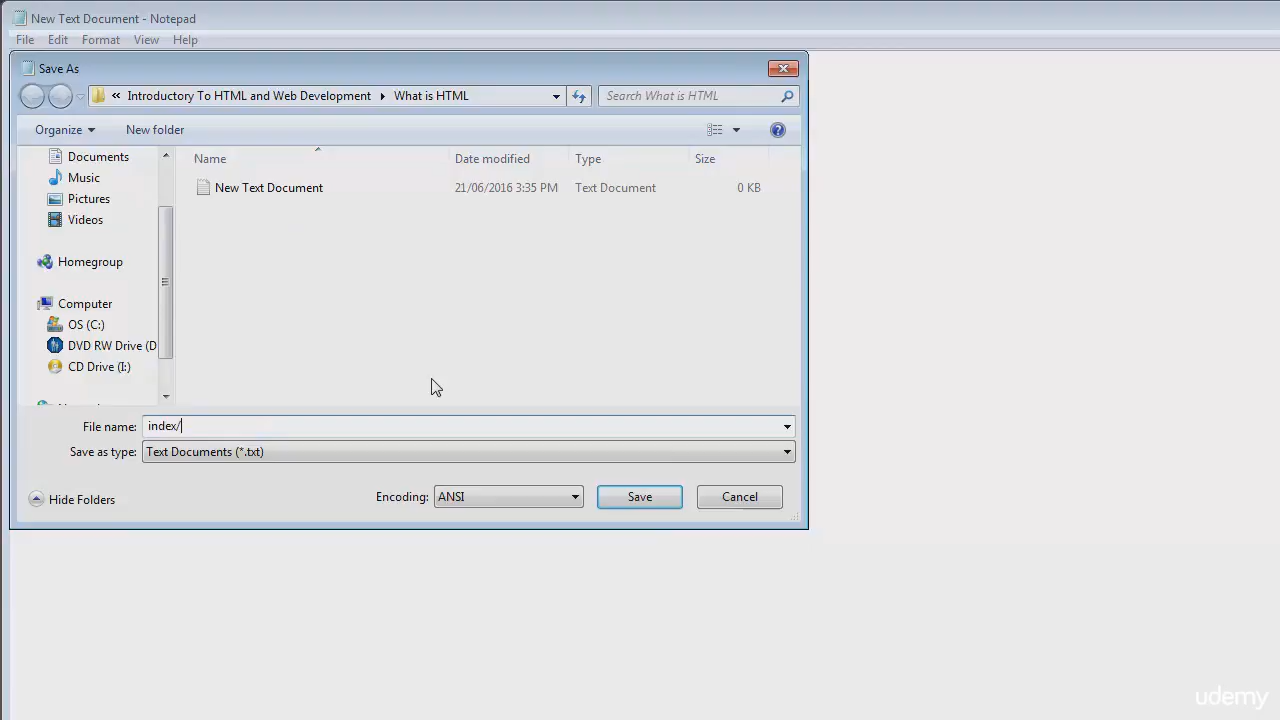 New Text Document - Notepad
File Edit Format View Help
Save As
« Introductory To HTML and Web Development What is HTML Search What is HTML
Organize New folder
Documents Name Date modified Type Size
Music New Text Document 21/06/2016 3:35 PM Text Document 0 KB
Pictures
Videos
Homegroup
Computer
OS (C:)
DVD RW Drive (D
CD Drive (I:)
File name: index/
Save as type: Text Documents (*.txt)
Hide Folders Encoding: ANSI Save Cancel
udemy